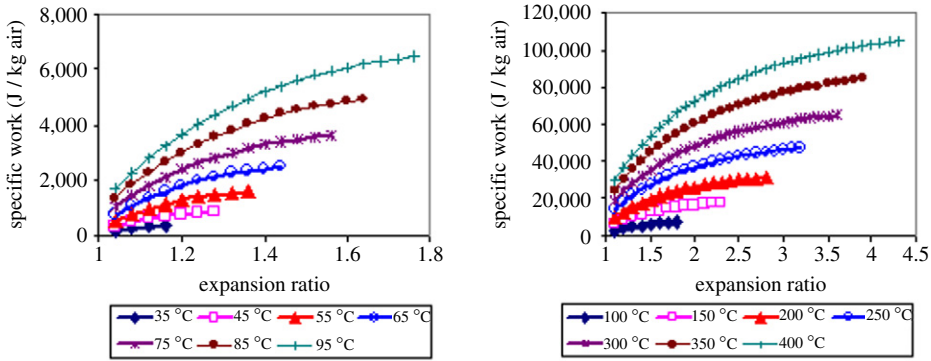 specific work (J / kg air)
8,000
6,000
4,000
2,000
0
1 1.2 1.4 1.6 1.8
expansion ratio
35 °C 45 °C 55 °C 65 °C
75 °C 85 °C 95 °C
specific work (J / kg air)
120,000
100,000
80,000
60,000
40,000
20,000
0
1 1.5 2 2.5 3 3.5 4 4.5
expansion ratio
100 °C 150 °C 200 °C 250 °C
300 °C 350 °C 400 °C